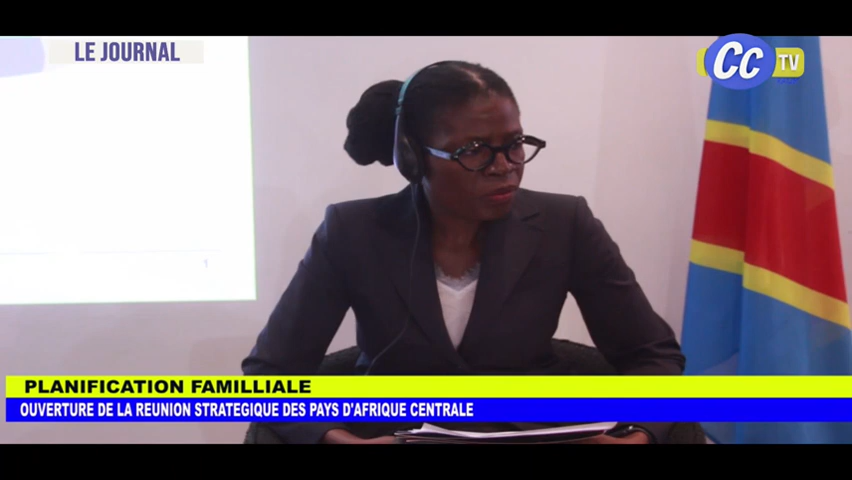 LE JOURNAL
CC TV
PLANIFICATION FAMILLIALE
OUVERTURE DE LA REUNION STRATEGIQUE DES PAYS D'AFRIQUE CENTRALE